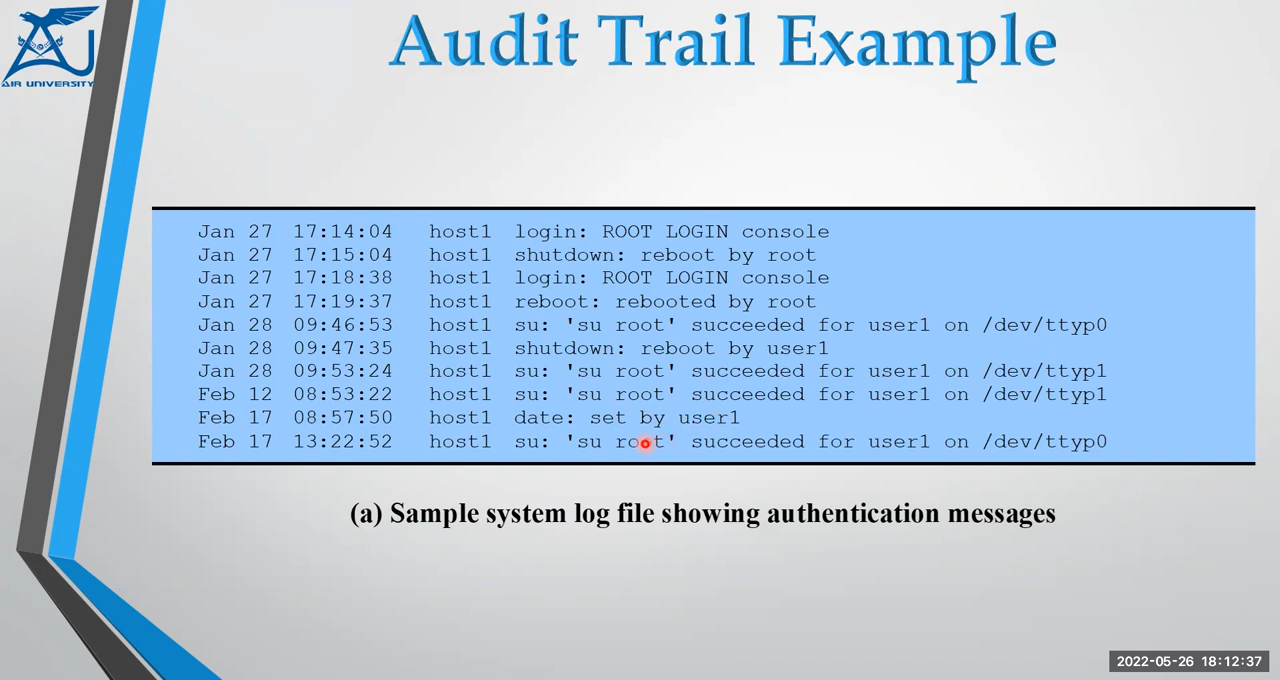 AIR UNIVERSITY
Audit Trail Example
Jan 27 17:14:04 host1 login: ROOT LOGIN console
Jan 27 17:15:04 host1 shutdown: reboot by root
Jan 27 17:18:38 host1 login: ROOT LOGIN console
Jan 27 17:19:37 host1 reboot: rebooted by root
Jan 28 09:46:53 host1 su: 'su root' succeeded for user1 on /dev/ttyp0
Jan 28 09:47:35 host1 shutdown: reboot by user1
Jan 28 09:53:24 host1 su: 'su root' succeeded for user1 on /dev/ttyp1
Feb 12 08:53:22 host1 su: 'su root' succeeded for user1 on /dev/ttyp1
Feb 17 08:57:50 host1 date: set by user1
Feb 17 13:22:52 host1 su: 'su root' succeeded for user1 on /dev/ttyp0
(a) Sample system log file showing authentication messages
2022-05-26 18:12:37